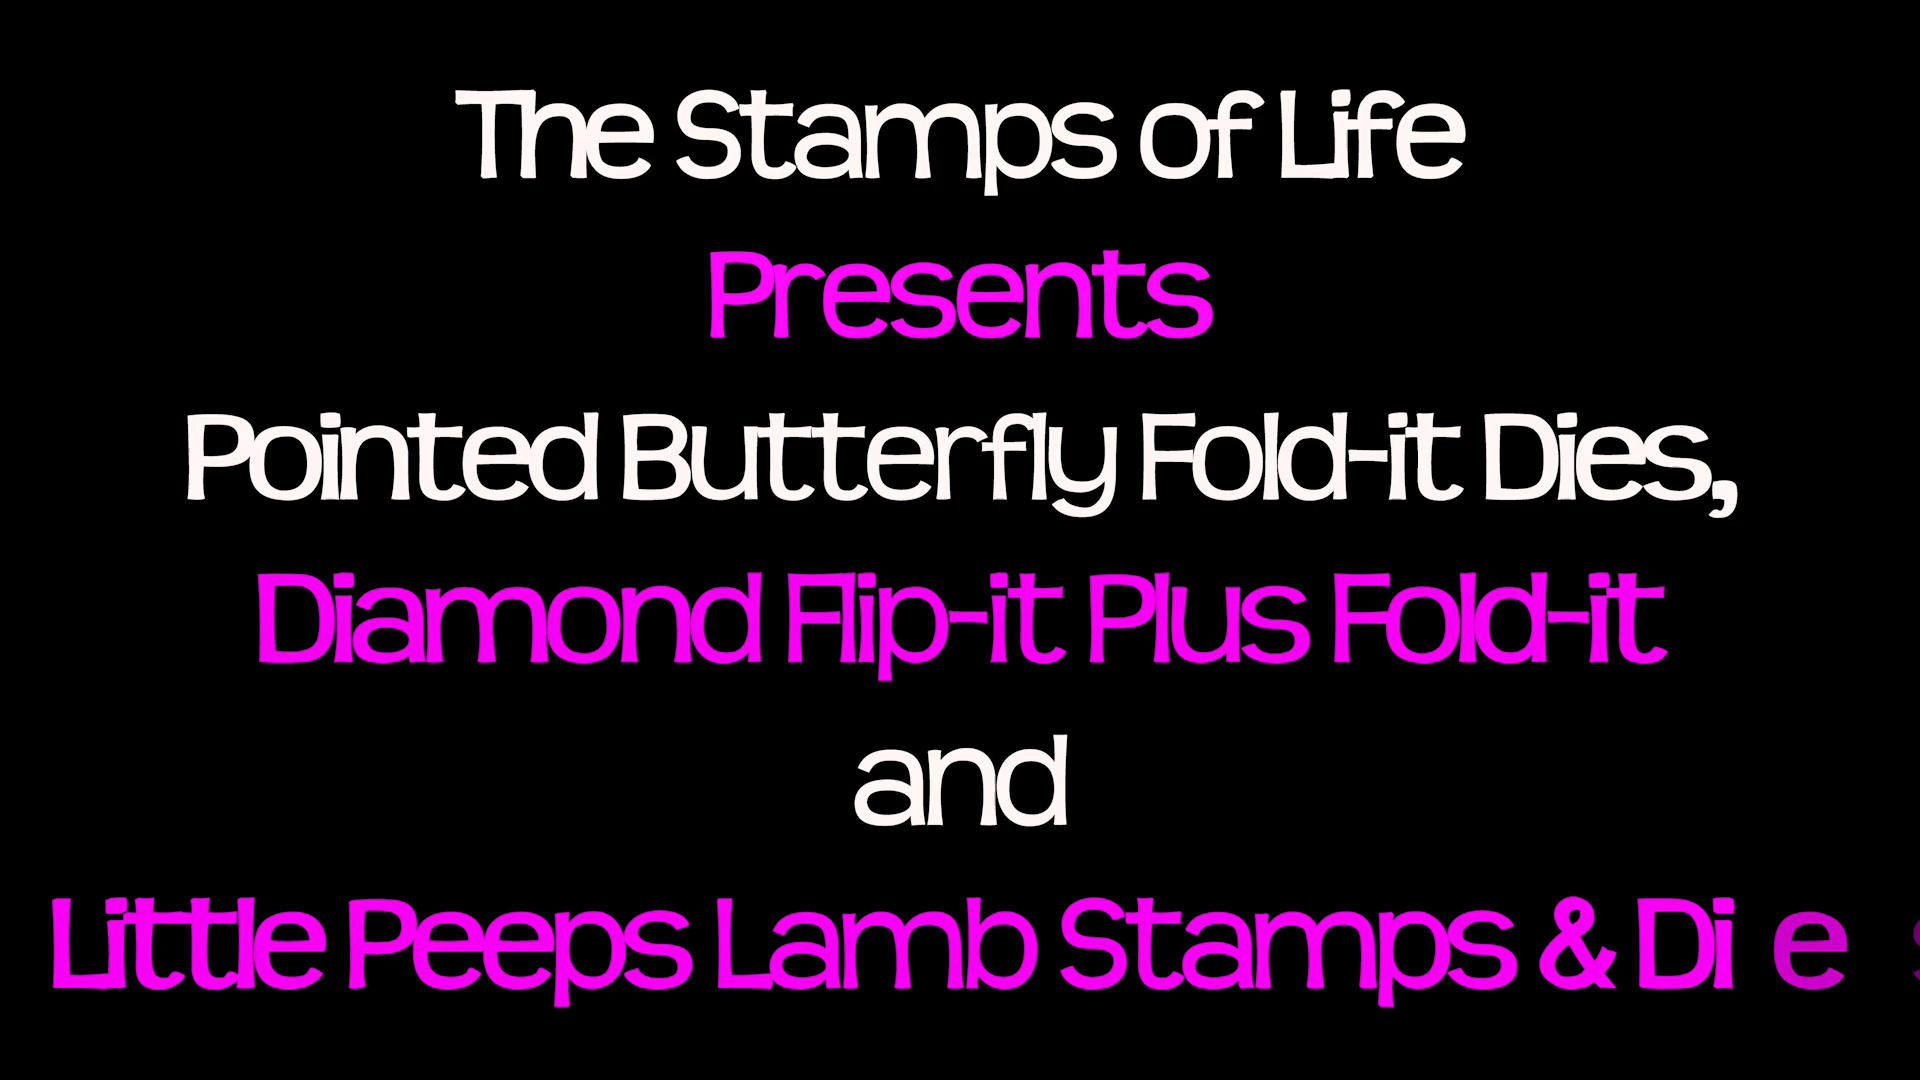 The Stamps of Life
Presents
Pointed Butterfly Fold-it Dies,
Diamond Flip-it Plus Fold-it
and
Little Peeps Lamb Stamps & Dies